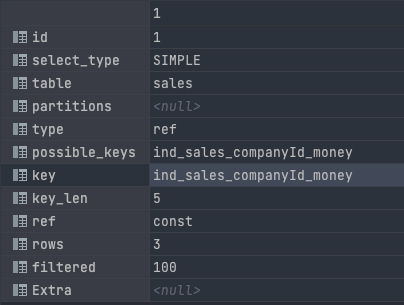 1
id 1
select_type SIMPLE
table sales
partitions <null>
type ref
possible_keys ind_sales_companyId_money
key ind_sales_companyId_money
key_len 5
ref const
rows 3
filtered 100
Extra <null>